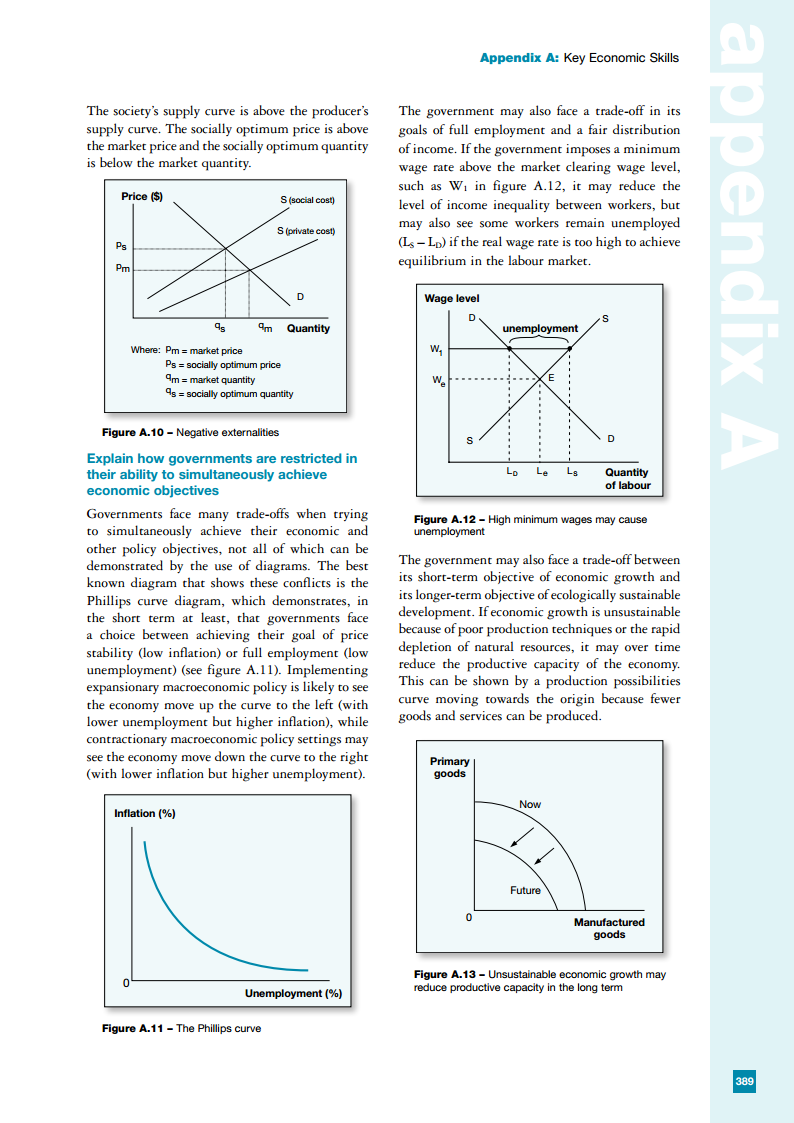 Appendix A: Key Economic Skills
appendix A
The society's supply curve is above the producer's
supply curve. The socially optimum price is above
the market price and the socially optimum quantity
is below the market quantity.
Price ($)
S (social cost)
S (private cost)
Ps
Pm
D
qs
qm
Quantity
Where: Pm = market price
Ps = socially optimum price
qm = market quantity
qs = socially optimum quantity
Figure A.10 – Negative externalities
Explain how governments are restricted in
their ability to simultaneously achieve
economic objectives
Governments face many trade-offs when trying
to simultaneously achieve their economic and
other policy objectives, not all of which can be
demonstrated by the use of diagrams. The best
known diagram that shows these conflicts is the
Phillips curve diagram, which demonstrates, in
the short term at least, that governments face
a choice between achieving their goal of price
stability (low inflation) or full employment (low
unemployment) (see figure A.11). Implementing
expansionary macroeconomic policy is likely to see
the economy move up the curve to the left (with
lower unemployment but higher inflation), while
contractionary macroeconomic policy settings may
see the economy move down the curve to the right
(with lower inflation but higher unemployment).
Inflation (%)
0
Unemployment (%)
Figure A.11 – The Phillips curve
The government may also face a trade-off in its
goals of full employment and a fair distribution
of income. If the government imposes a minimum
wage rate above the market clearing wage level,
such as W1 in figure A.12, it may reduce the
level of income inequality between workers, but
may also see some workers remain unemployed
(LS – LD) if the real wage rate is too high to achieve
equilibrium in the labour market.
Wage level
D
S
unemployment
W1
We
E
S
D
LD
Le
Ls
Quantity
of labour
Figure A.12 – High minimum wages may cause
unemployment
The government may also face a trade-off between
its short-term objective of economic growth and
its longer-term objective of ecologically sustainable
development. If economic growth is unsustainable
because of poor production techniques or the rapid
depletion of natural resources, it may over time
reduce the productive capacity of the economy.
This can be shown by a production possibilities
curve moving towards the origin because fewer
goods and services can be produced.
Primary
goods
Now
Future
0
Manufactured
goods
Figure A.13 – Unsustainable economic growth may
reduce productive capacity in the long term
389